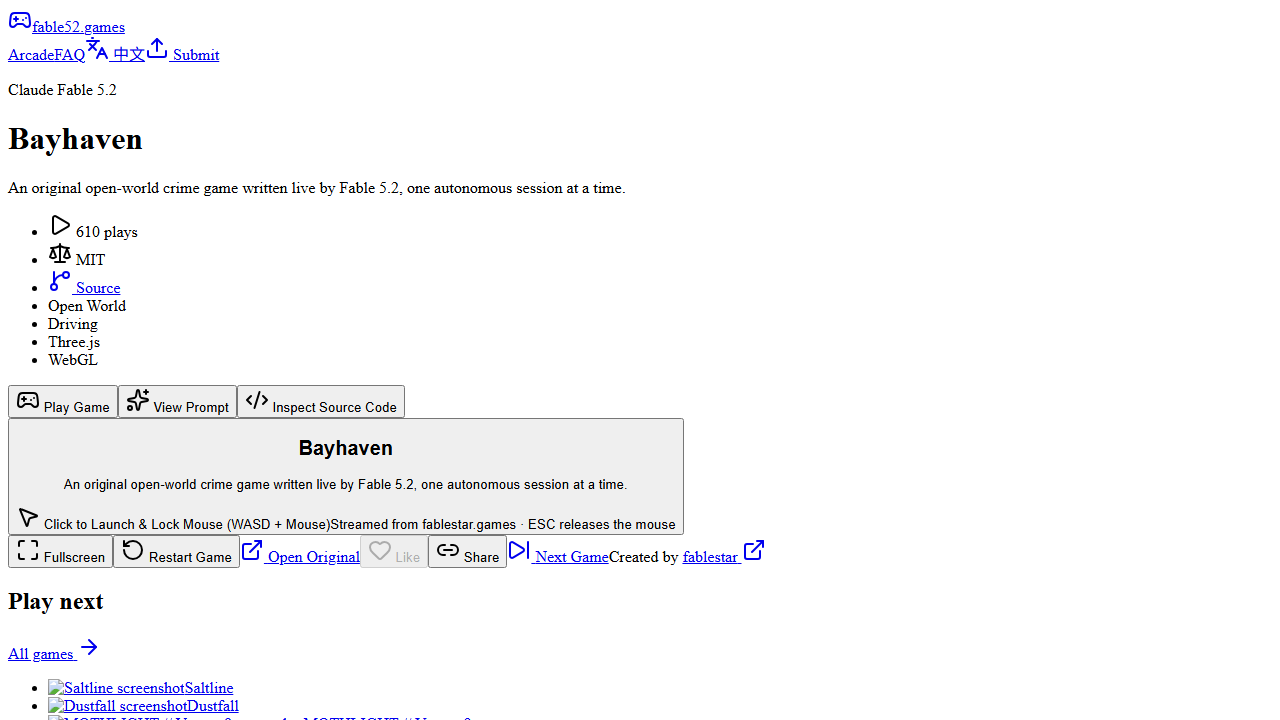 fable52.games
ArcadeFAQ 中文 Submit
Claude Fable 5.2
Bayhaven
An original open-world crime game written live by Fable 5.2, one autonomous session at a time.
610 plays
MIT
Source
Open World
Driving
Three.js
WebGL
Play Game View Prompt Inspect Source Code
Bayhaven
An original open-world crime game written live by Fable 5.2, one autonomous session at a time.
Click to Launch & Lock Mouse (WASD + Mouse)Streamed from fablestar.games · ESC releases the mouse
Fullscreen Restart Game Open Original Like Share Next GameCreated by fablestar
Play next
All games
Saltline screenshotSaltline
Dustfall screenshotDustfall